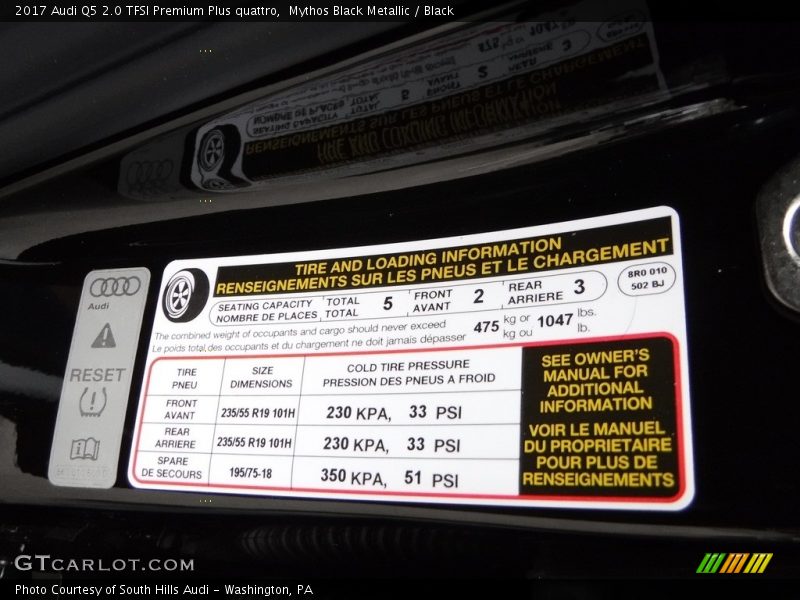 2017 Audi Q5 2.0 TFSI Premium Plus quattro,  Mythos Black Metallic / Black
TIRE AND LOADING INFORMATION
RENSEIGNEMENTS SUR LES PNEUS ET LE CHARGEMENT
SEATING CAPACITY TOTAL 5 FRONT 2 REAR 3
NOMBRE DE PLACES TOTAL AVANT ARRIERE
8R0 010
502 BJ
The combined weight of occupants and cargo should never exceed 475 kg or 1047 lbs.
Le poids total des occupants et du chargement ne doit jamais dépasser kg ou lb.
Audi
RESET
TIRE SIZE COLD TIRE PRESSURE
PNEU DIMENSIONS PRESSION DES PNEUS A FROID
FRONT
AVANT 235/55 R19 101H 230 KPA, 33 PSI
REAR
ARRIERE 235/55 R19 101H 230 KPA, 33 PSI
SPARE
DE SECOURS 195/75-18 350 KPA, 51 PSI
SEE OWNER'S
MANUAL FOR
ADDITIONAL
INFORMATION
VOIR LE MANUEL
DU PROPRIETAIRE
POUR PLUS DE
RENSEIGNEMENTS
GTCARLOT.COM
Photo Courtesy of South Hills Audi - Washington, PA